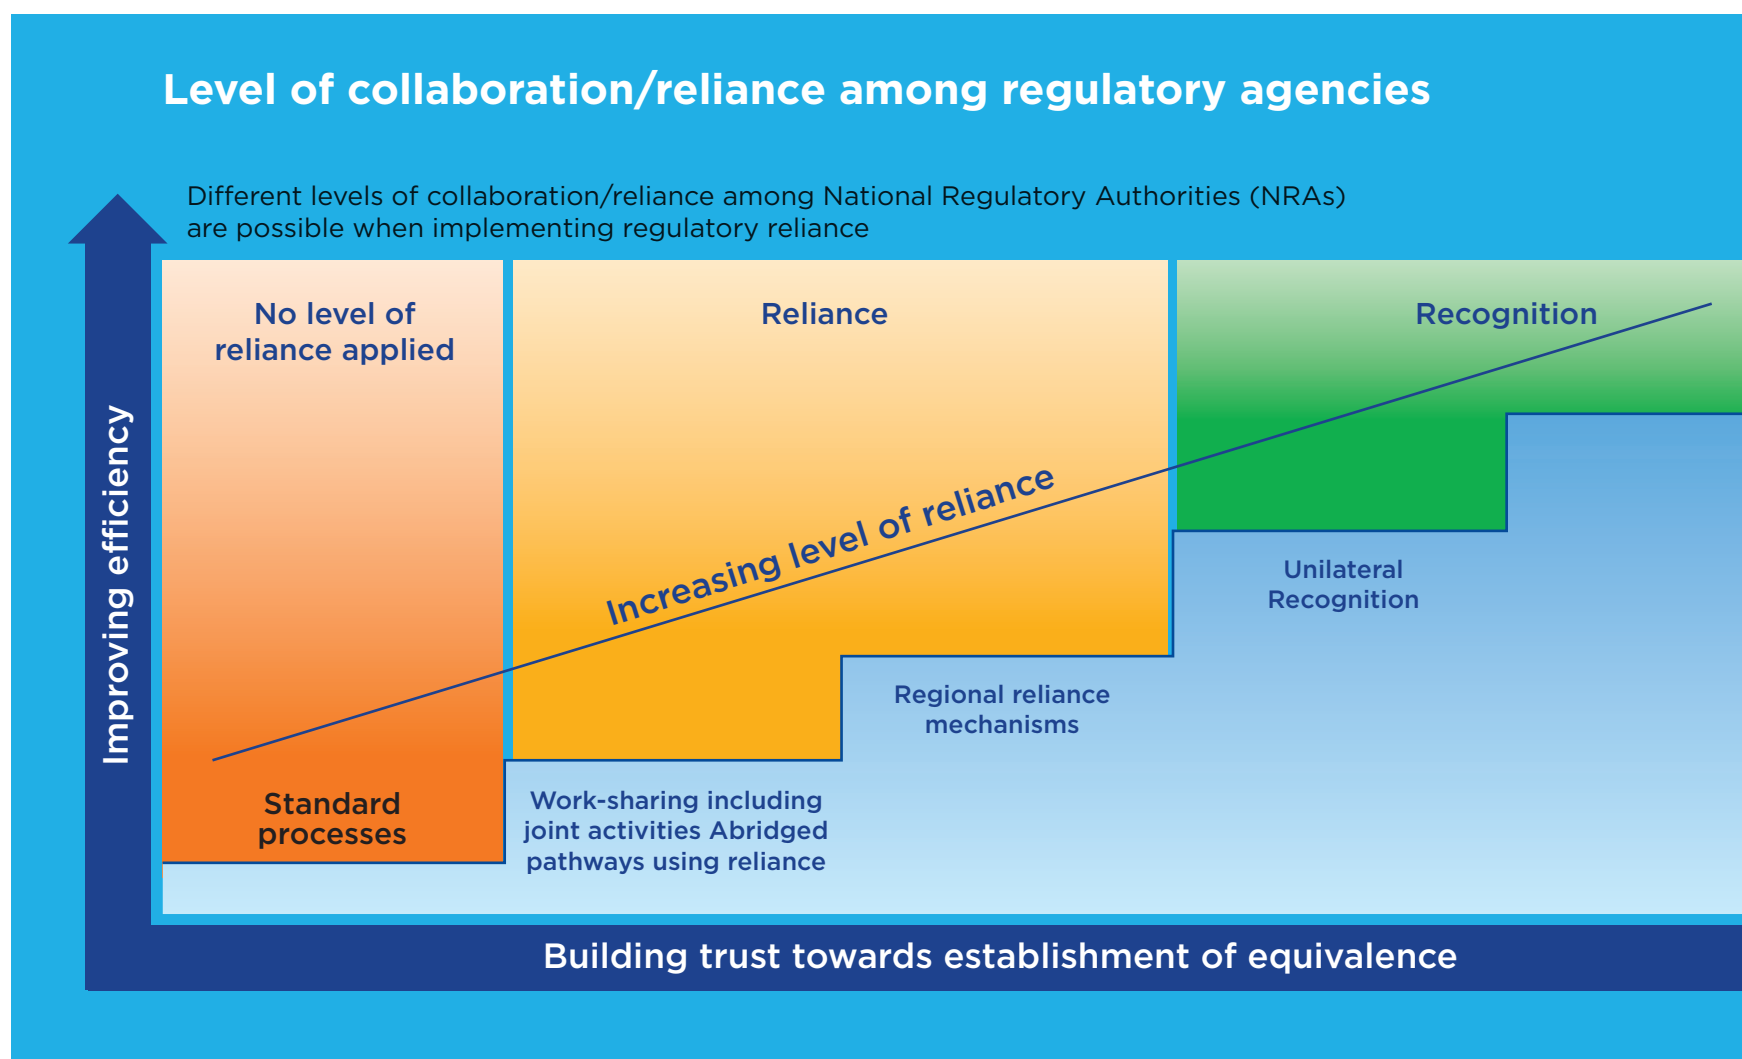 Level of collaboration/reliance among regulatory agencies
Different levels of collaboration/reliance among National Regulatory Authorities (NRAs)
are possible when implementing regulatory reliance
No level of
reliance applied
Reliance
Recognition
Improving efficiency
Increasing level of reliance
Standard
processes
Work-sharing including
joint activities Abridged
pathways using reliance
Regional reliance
mechanisms
Unilateral
Recognition
Building trust towards establishment of equivalence